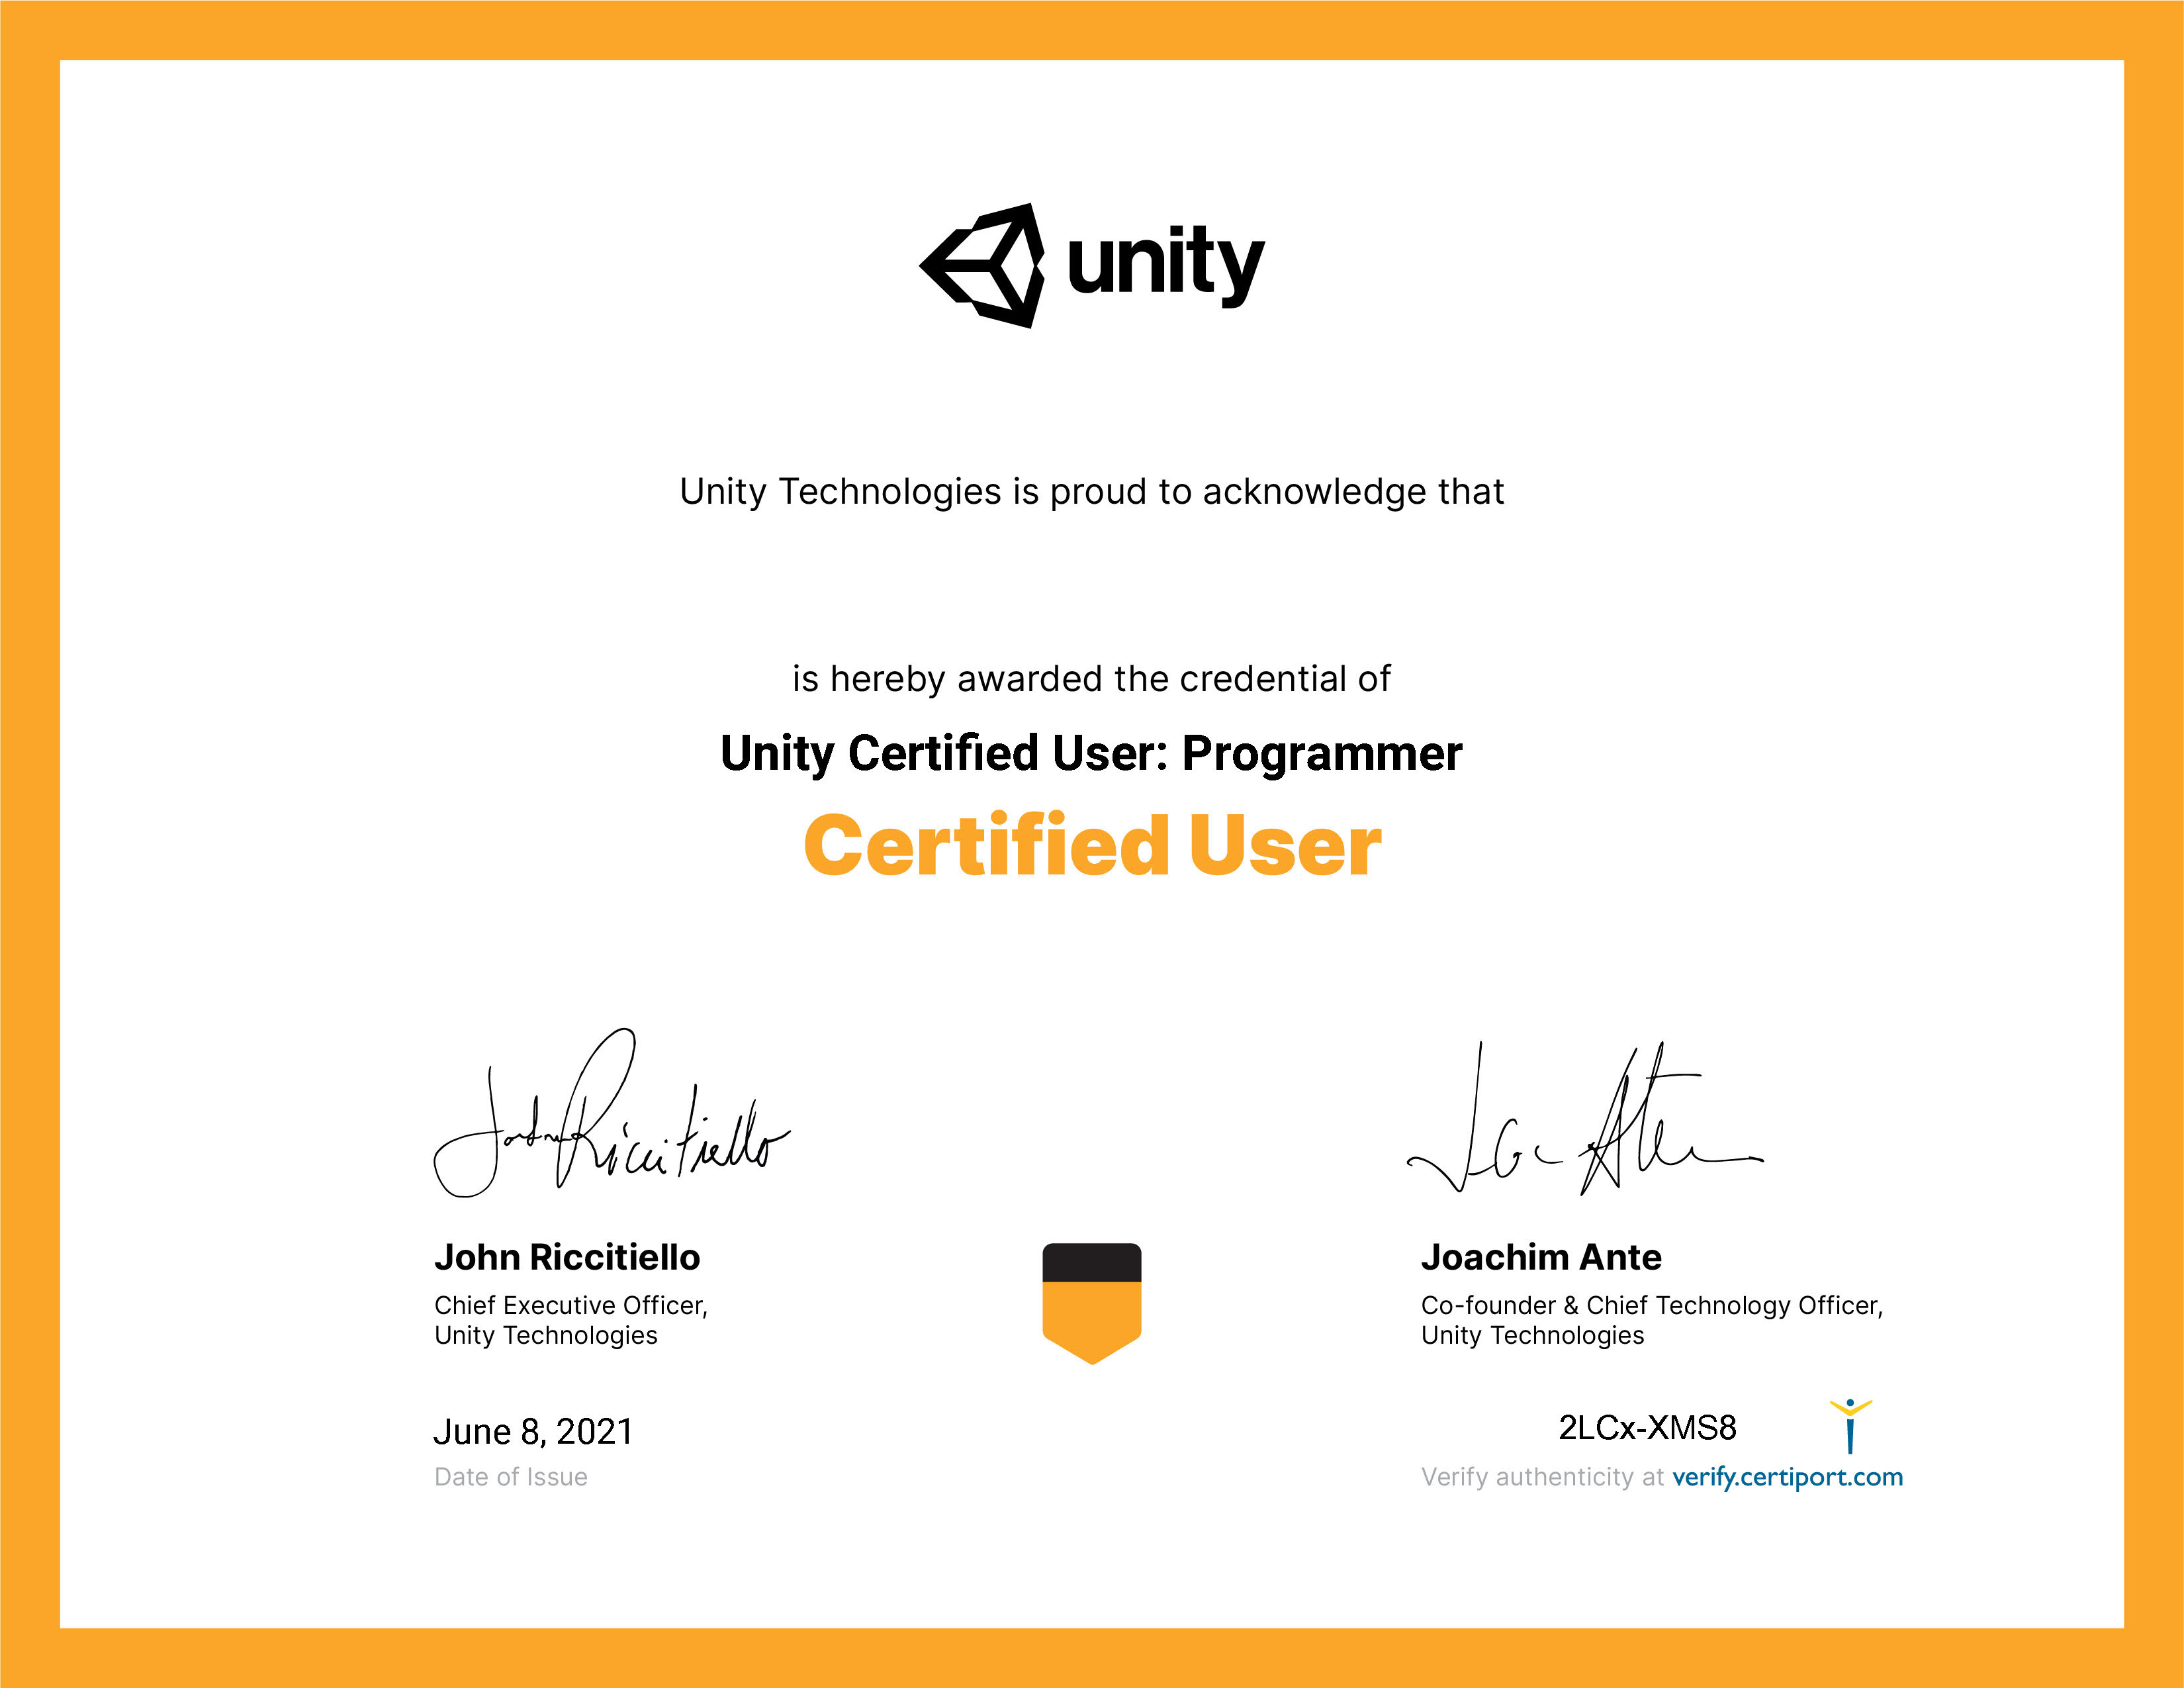 unity
Unity Technologies is proud to acknowledge that
is hereby awarded the credential of
Unity Certified User: Programmer
Certified User
John Riccitiello
John Riccitiello
Chief Executive Officer,
Unity Technologies
June 8, 2021
Date of Issue
Joachim Ante
Co-founder & Chief Technology Officer,
Unity Technologies
2LCx-XMS8
Verify authenticity at verify.certiport.com